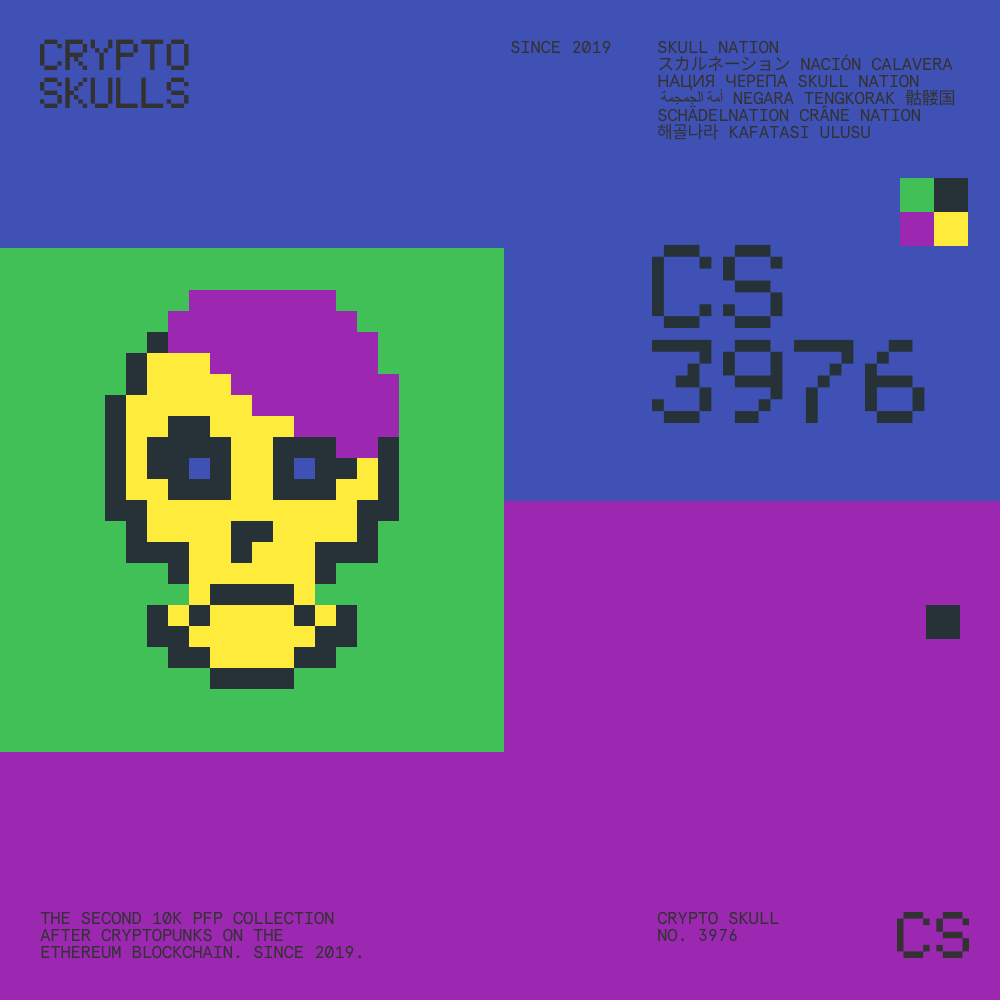 CRYPTO
SKULLS
SINCE 2019
SKULL NATION
スカルネーション NACIÓN CALAVERA
НАЦИЯ ЧЕРЕПА SKULL NATION
أمة الجمجمة NEGARA TENGKORAK 骷髅国
SCHÄDELNATION CRÂNE NATION
해골나라 KAFATASI ULUSU
CS
3976
THE SECOND 10K PFP COLLECTION
AFTER CRYPTOPUNKS ON THE
ETHEREUM BLOCKCHAIN. SINCE 2019.
CRYPTO SKULL
NO. 3976
CS